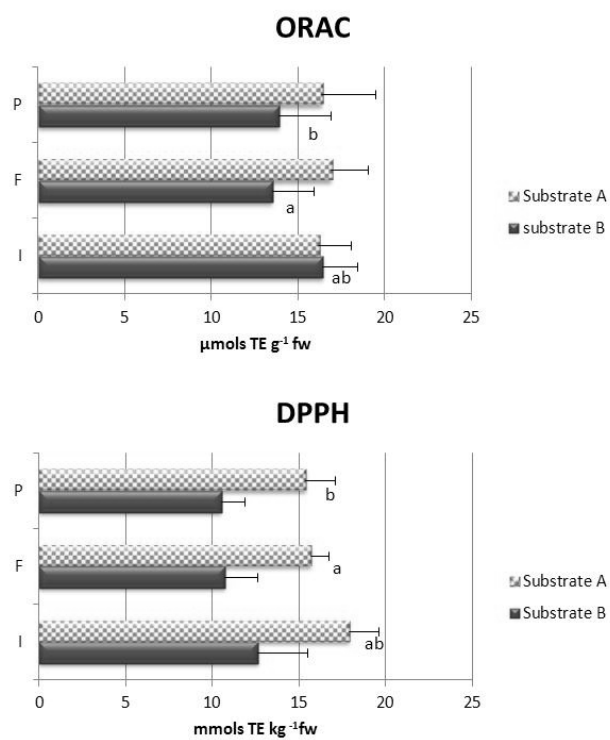 ORAC
P
b
F
a
I
ab
0 5 10 15 20 25
µmols TE g-1 fw
Substrate A
substrate B
DPPH
P
b
F
a
I
ab
0 5 10 15 20 25
mmols TE kg -1fw
Substrate A
Substrate B